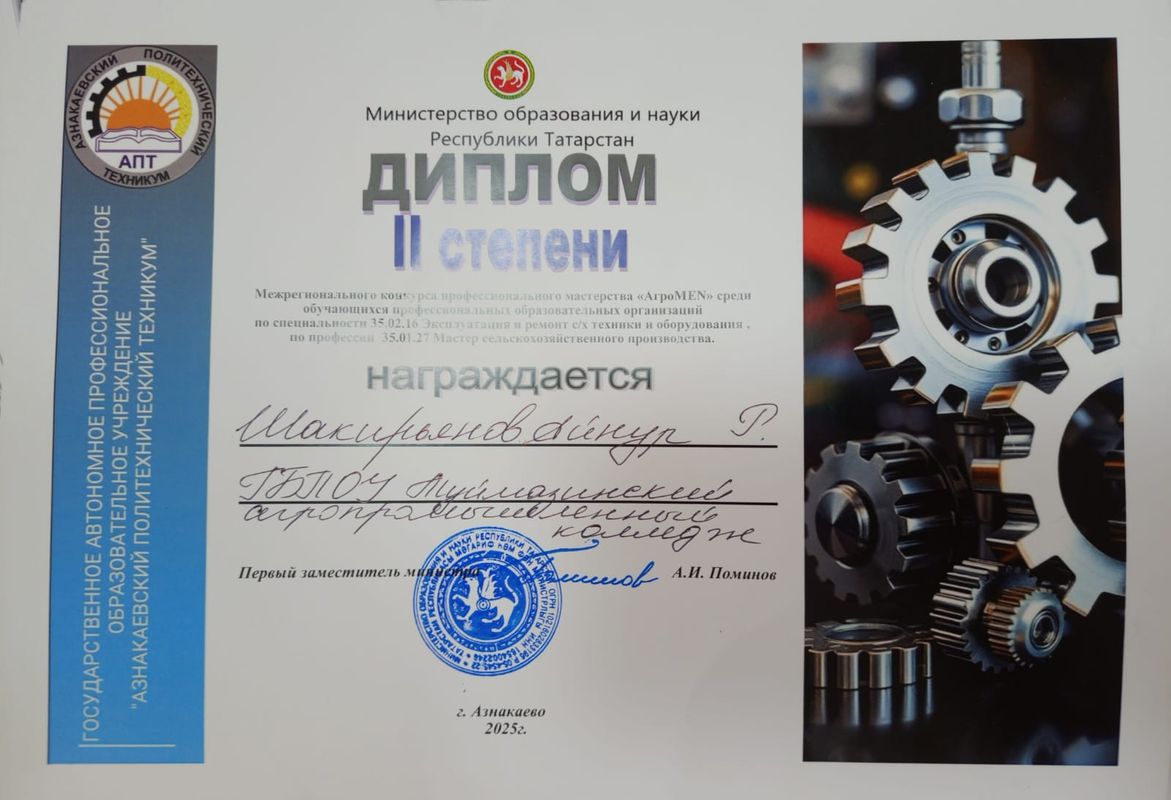 АЗНАКАЕВСКИЙ ПОЛИТЕХНИЧЕСКИЙ
АПТ
ТЕХНИКУМ
ГОСУДАРСТВЕННОЕ АВТОНОМНОЕ ПРОФЕССИОНАЛЬНОЕ
ОБРАЗОВАТЕЛЬНОЕ УЧРЕЖДЕНИЕ
"АЗНАКАЕВСКИЙ ПОЛИТЕХНИЧЕСКИЙ ТЕХНИКУМ"
Министерство образования и науки
Республики Татарстан
ДИПЛОМ
II степени
Межрегионального конкурса профессионального мастерства «АгроMEN» среди
обучающихся профессиональных образовательных организаций
по специальности 35.02.16 Эксплуатация и ремонт с/х техники и оборудования ,
по профессии 35.01.27 Мастер сельскохозяйственного производства.
награждается
Шакирьянов Айнур Р.
ГБПОУ Туймазинский
агропромышленный
колледж
Первый заместитель министра
А.И. Поминов
г. Азнакаево
2025г.